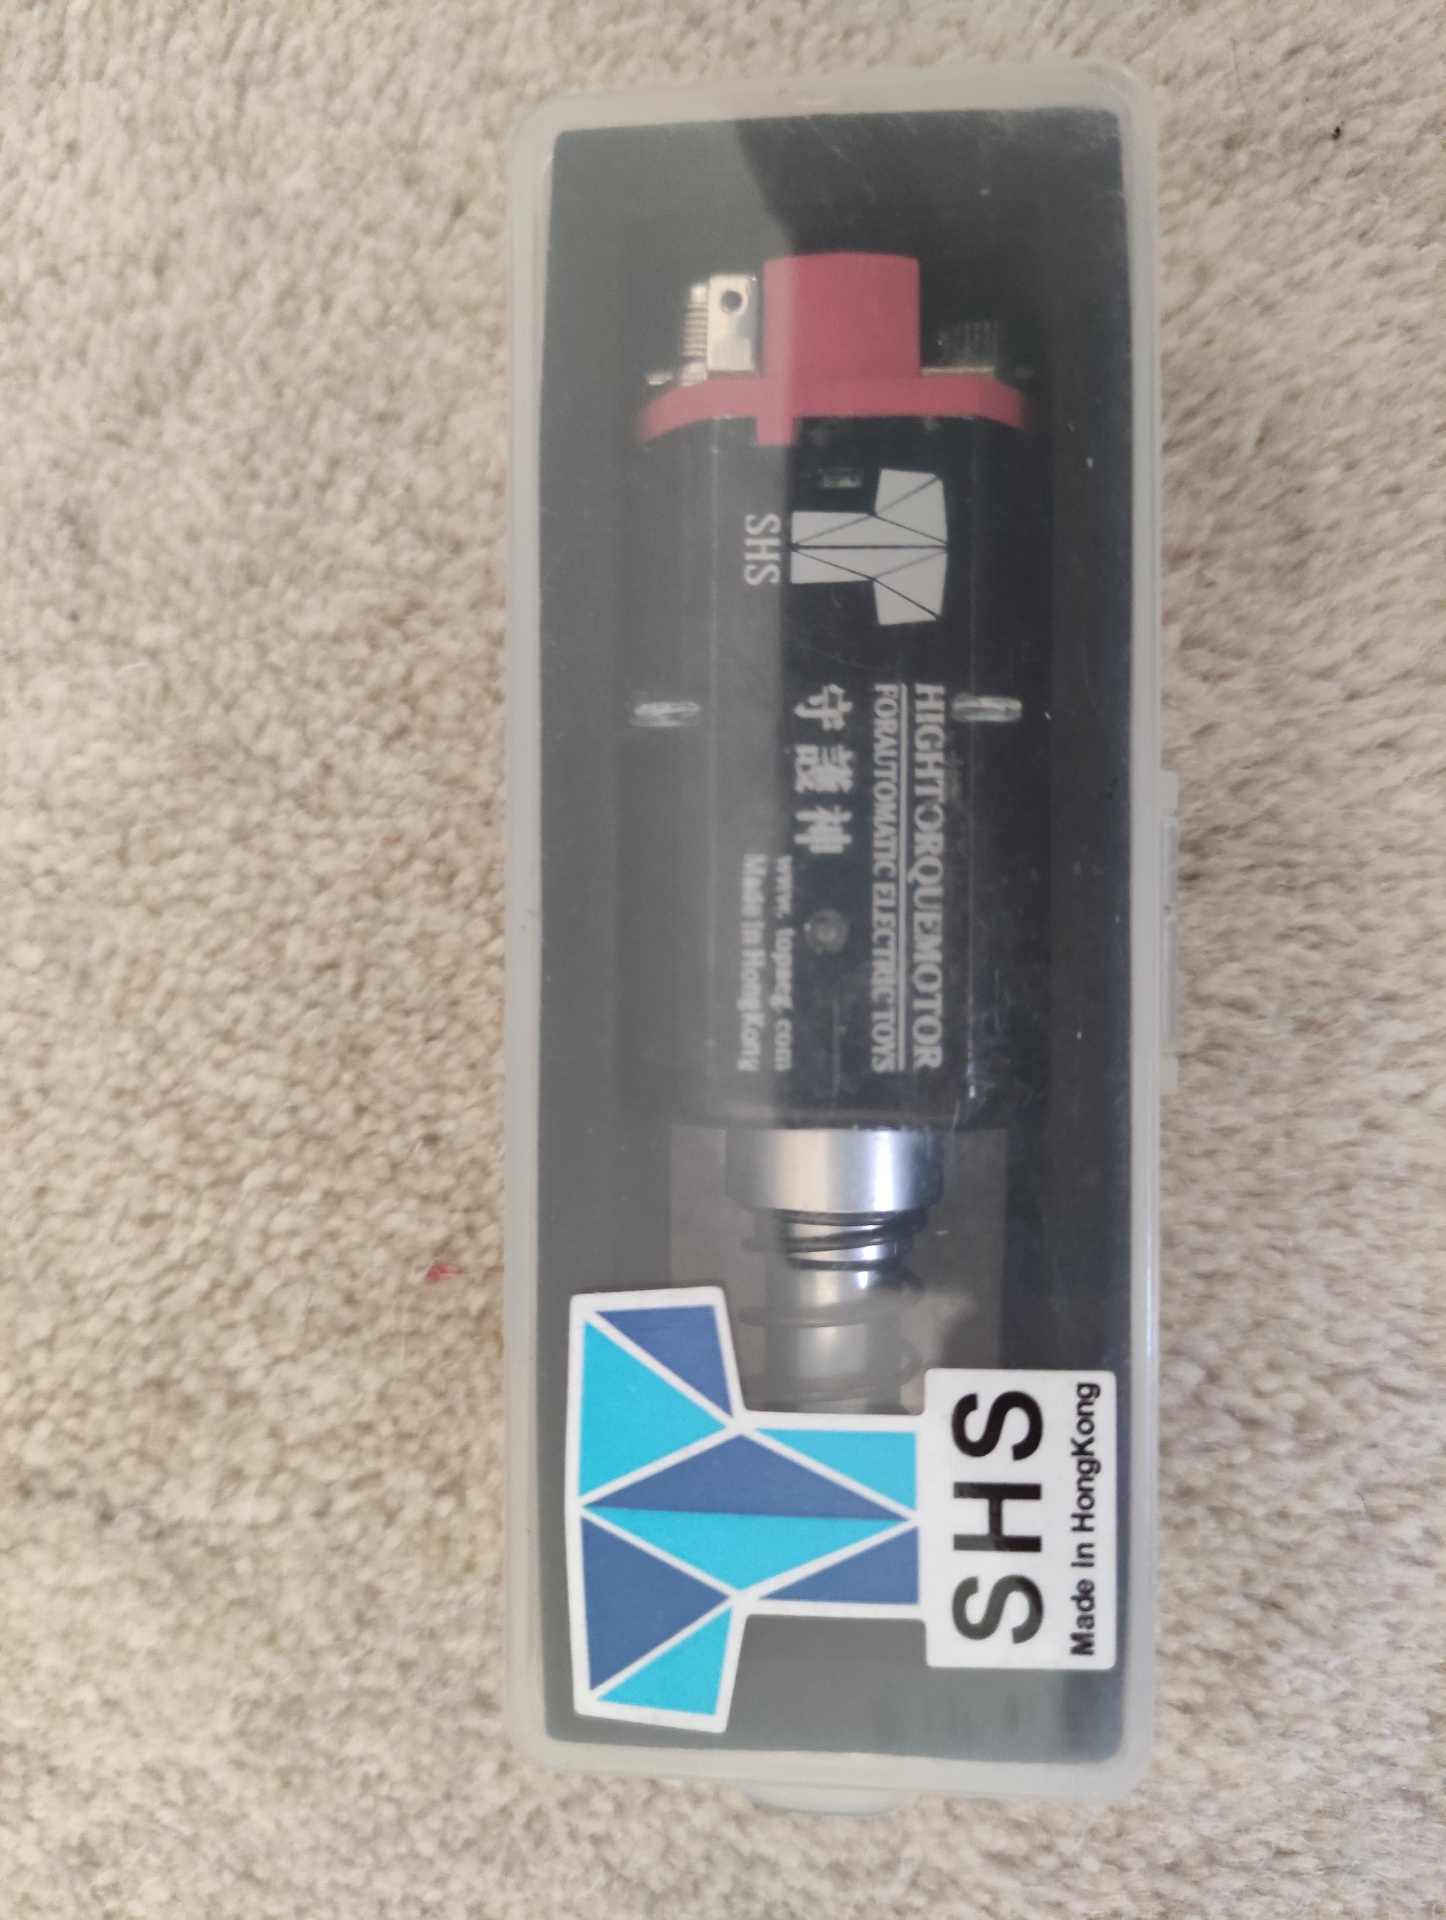 SHS
HIGHTORQUEMOTOR
FORAUTOMATIC ELECTRIC TOYS
守護神
www. topaeg. com
Made in HongKong
SHS
Made in HongKong